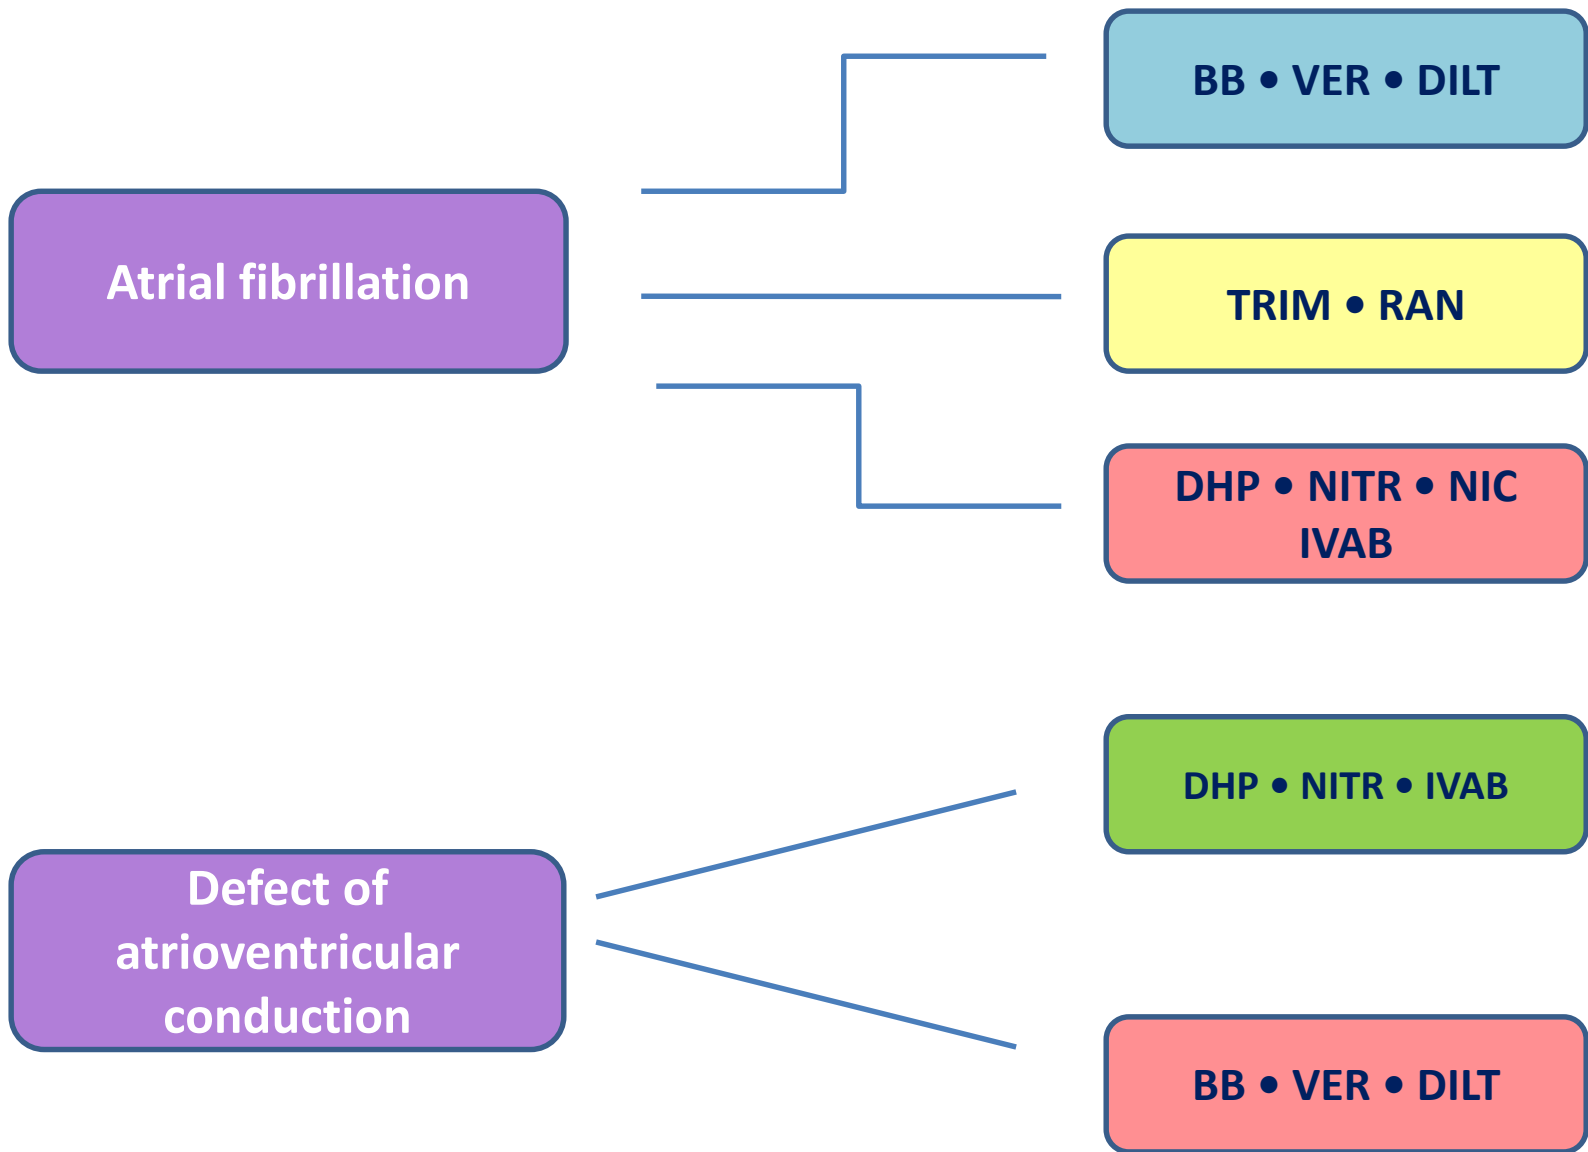 Atrial fibrillation
BB • VER • DILT
TRIM • RAN
DHP • NITR • NIC
IVAB
Defect of
atrioventricular
conduction
DHP • NITR • IVAB
BB • VER • DILT